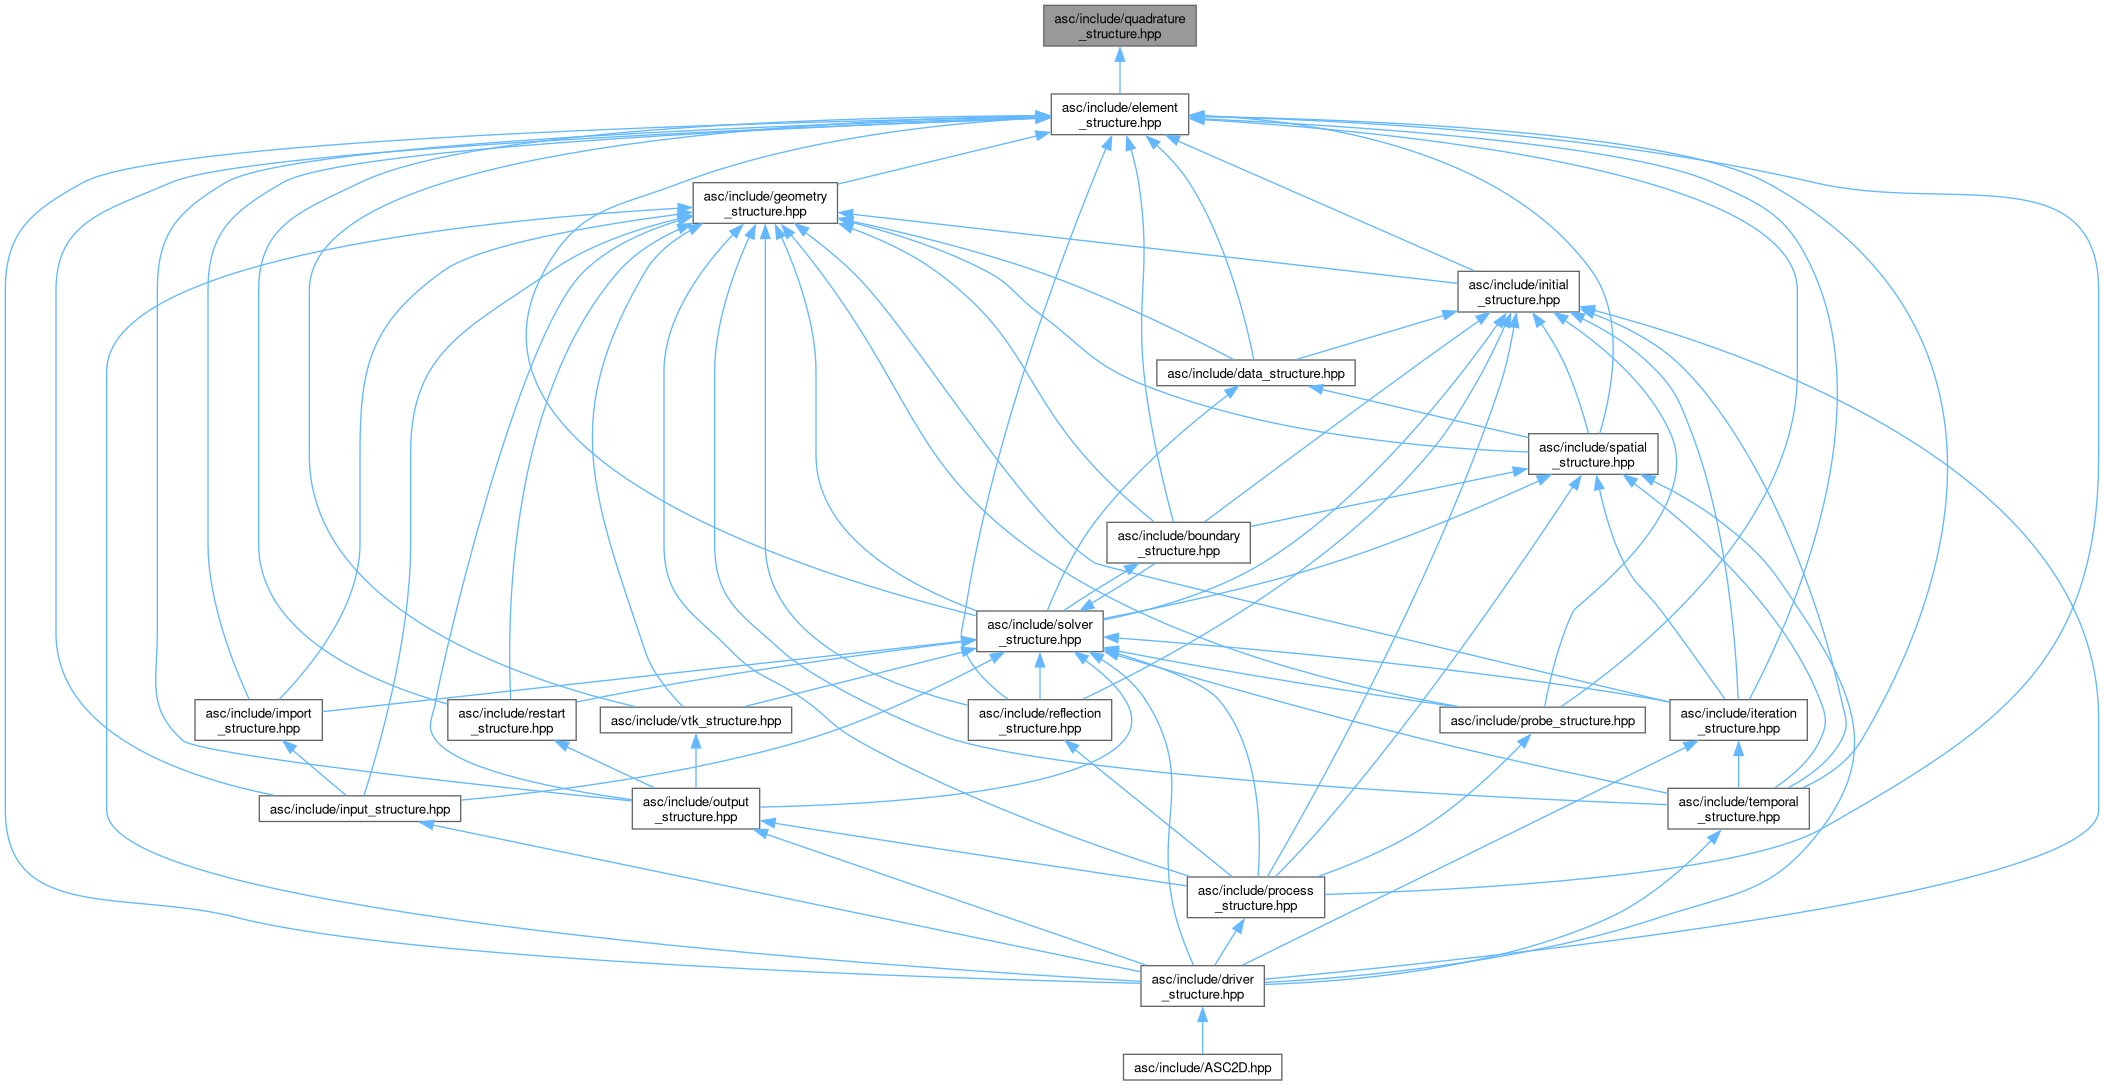 asc/include/quadrature
_structure.hpp
asc/include/element
_structure.hpp
asc/include/geometry
_structure.hpp
asc/include/initial
_structure.hpp
asc/include/data_structure.hpp
asc/include/spatial
_structure.hpp
asc/include/boundary
_structure.hpp
asc/include/solver
_structure.hpp
asc/include/import
_structure.hpp
asc/include/restart
_structure.hpp
asc/include/vtk_structure.hpp
asc/include/reflection
_structure.hpp
asc/include/probe_structure.hpp
asc/include/iteration
_structure.hpp
asc/include/input_structure.hpp
asc/include/output
_structure.hpp
asc/include/temporal
_structure.hpp
asc/include/process
_structure.hpp
asc/include/driver
_structure.hpp
asc/include/ASC2D.hpp